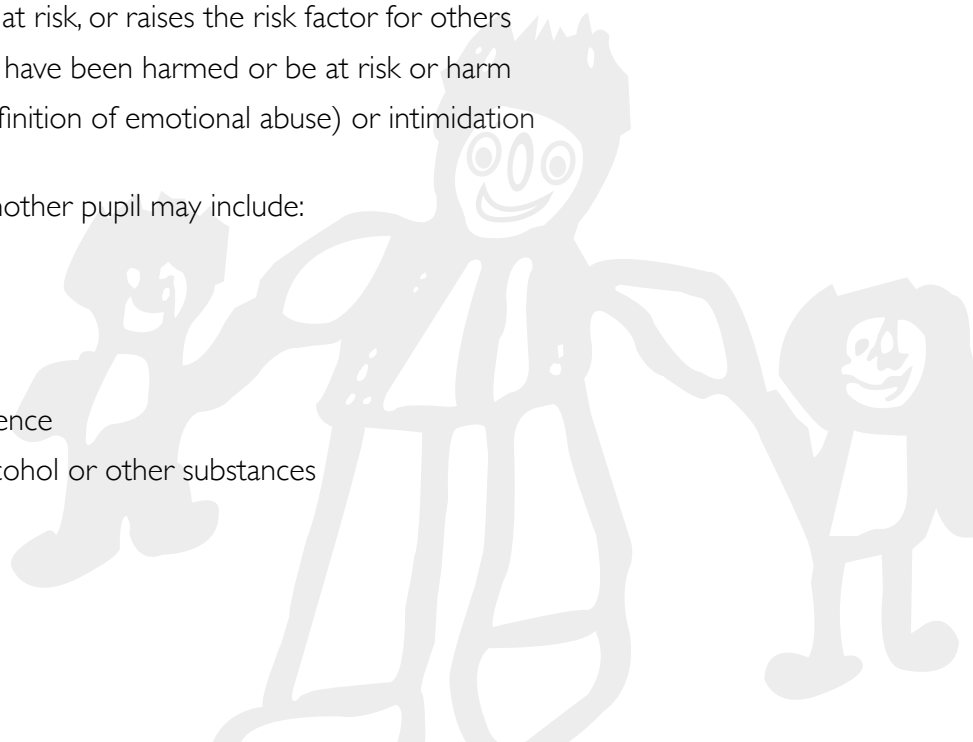 at risk, or raises the risk factor for others
have been harmed or be at risk or harm
finition of emotional abuse) or intimidation
nother pupil may include:
ence
cohol or other substances